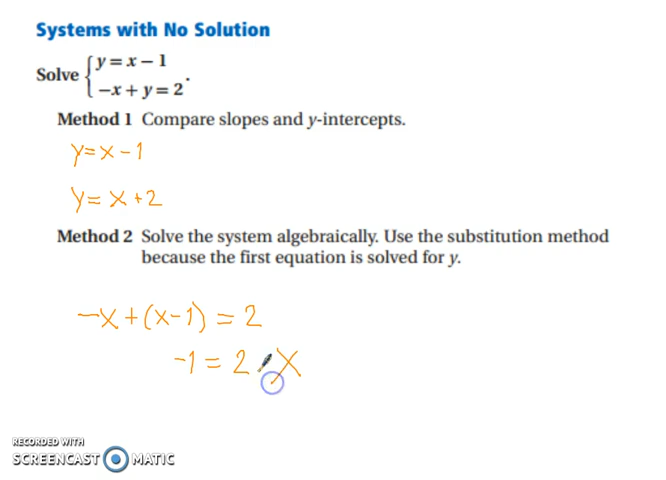 Systems with No Solution
Solve { y = x − 1
−x + y = 2 .
Method 1 Compare slopes and y-intercepts.
y = x − 1
y = x + 2
Method 2 Solve the system algebraically. Use the substitution method
because the first equation is solved for y.
−x + (x − 1) = 2
−1 = 2 X
RECORDED WITH
SCREENCAST MATIC